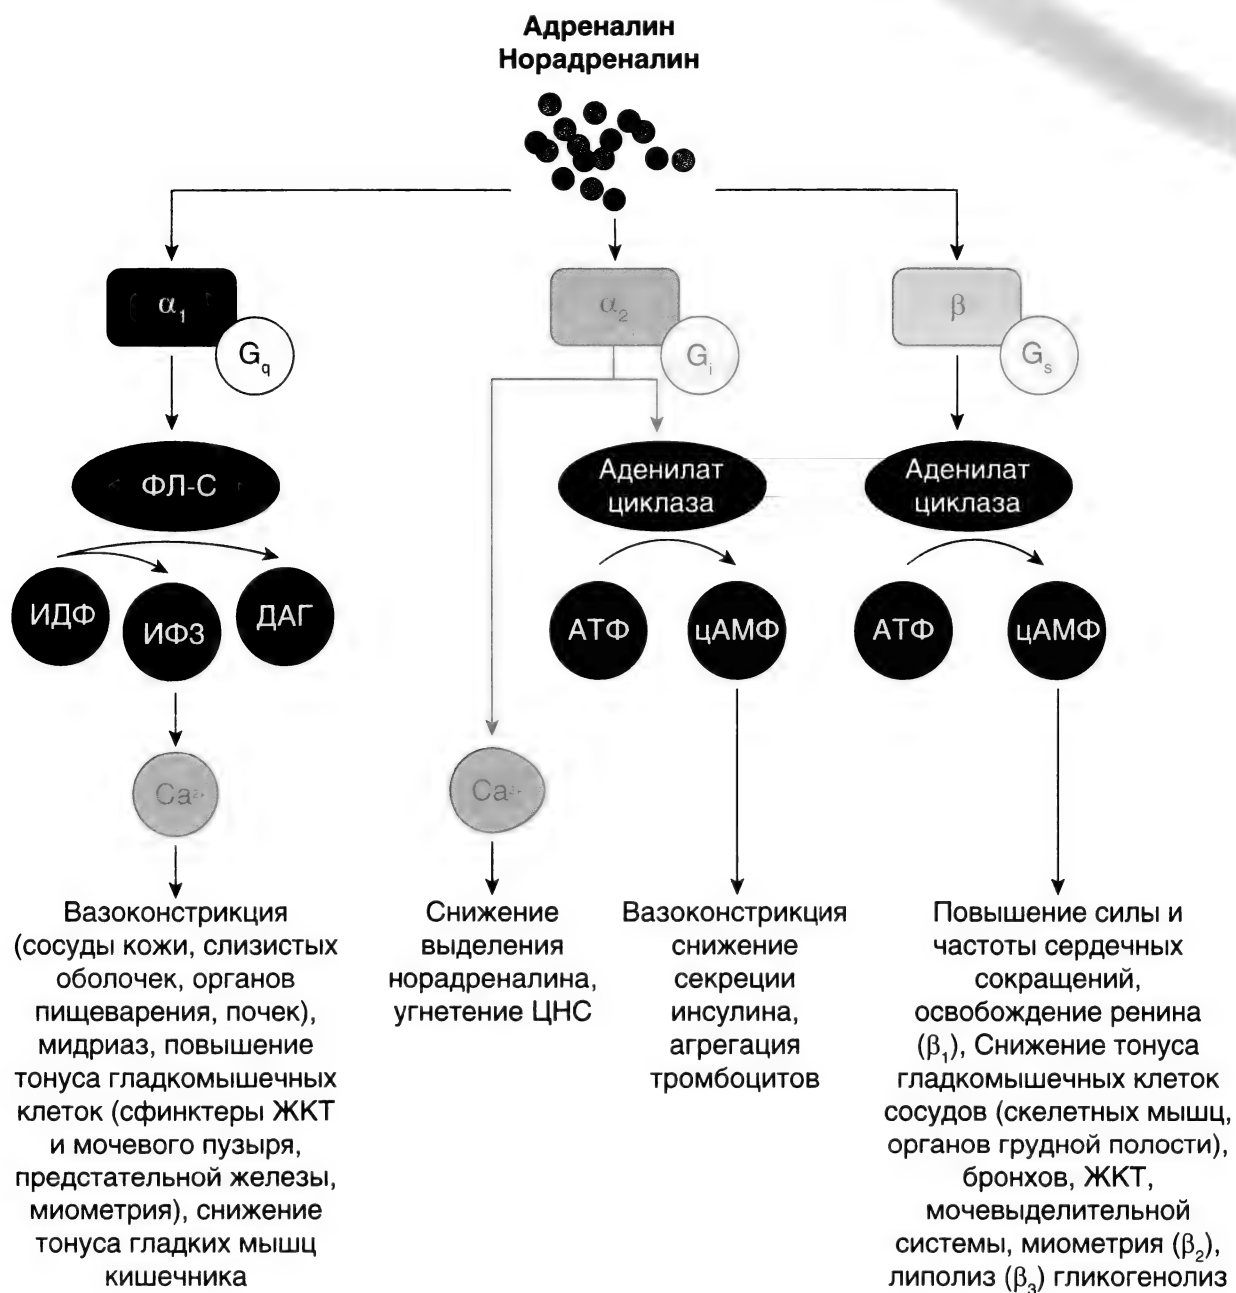 Адреналин
Норадреналин
α₁
Gq
α₂
Gᵢ
β
Gₛ
ФЛ-С
Аденилат
циклаза
Аденилат
циклаза
ИДФ
ИФ3
ДАГ
АТФ
цАМФ
АТФ
цАМФ
Ca²⁺
Ca²⁺
Вазоконстрикция
(сосуды кожи, слизистых
оболочек, органов
пищеварения, почек),
мидриаз, повышение
тонуса гладкомышечных
клеток (сфинктеры ЖКТ
и мочевого пузыря,
предстательной железы,
миометрия), снижение
тонуса гладких мышц
кишечника
Снижение
выделения
норадреналина,
угнетение ЦНС
Вазоконстрикция
снижение
секреции
инсулина,
агрегация
тромбоцитов
Повышение силы и
частоты сердечных
сокращений,
освобождение ренина
(β₁), Снижение тонуса
гладкомышечных клеток
сосудов (скелетных мышц,
органов грудной полости),
бронхов, ЖКТ,
мочевыделительной
системы, миометрия (β₂),
липолиз (β₃) гликогенолиз